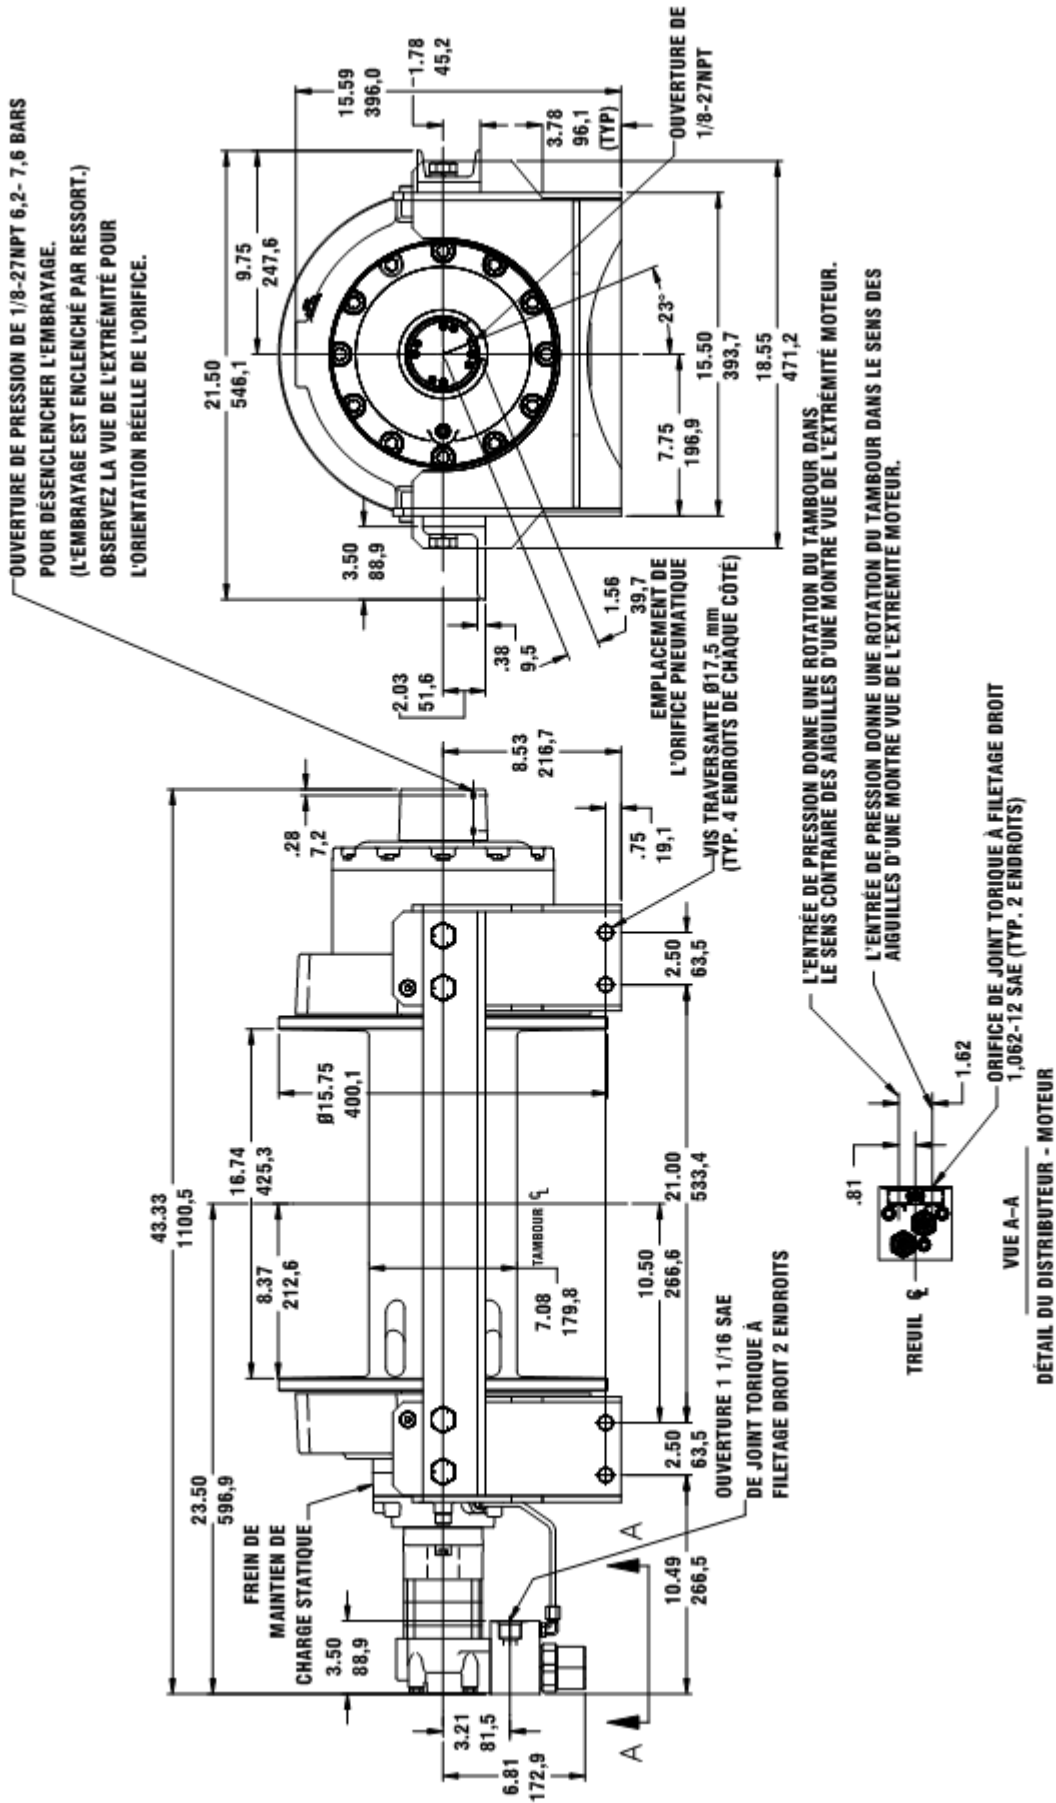 OUVERTURE DE PRESSION DE 1/8-27NPT 6,2- 7,6 BARS
POUR DÉSENCLENCHER L'EMBRAYAGE.
(L'EMBRAYAGE EST ENCLENCHÉ PAR RESSORT.)
OBSERVEZ LA VUE DE L'EXTRÉMITÉ POUR
L'ORIENTATION RÉELLE DE L'ORIFICE.
43.33
1100,5
23.50
596,9
16.74
425,3
8.37
212,6
Ø15.75
400,1
.28
7,2
FREIN DE
MAINTIEN DE
CHARGE STATIQUE
3.50
88,9
3.21
81,5
6.81
172,9
7.08
179,8
TAMBOUR ℄
8.53
216,7
.75
19,1
10.50
266,6
21.00
533,4
2.50
63,5
2.50
63,5
10.49
266,5
A
A
OUVERTURE 1 1/16 SAE
DE JOINT TORIQUE À
FILETAGE DROIT 2 ENDROITS
VIS TRAVERSANTE Ø17,5 mm
(TYP. 4 ENDROITS DE CHAQUE CÔTÉ)
21.50
546,1
9.75
247,6
15.59
396,0
1.78
45,2
3.78
96,1
(TYP)
OUVERTURE DE
1/8-27NPT
3.50
88,9
2.03
51,6
.38
9,5
1.56
39,7
EMPLACEMENT DE
L'ORIFICE PNEUMATIQUE
23°
7.75
196,9
15.50
393,7
18.55
471,2
L'ENTRÉE DE PRESSION DONNE UNE ROTATION DU TAMBOUR DANS
LE SENS CONTRAIRE DES AIGUILLES D'UNE MONTRE VUE DE L'EXTRÉMITÉ MOTEUR.
L'ENTRÉE DE PRESSION DONNE UNE ROTATION DU TAMBOUR DANS LE SENS DES
AIGUILLES D'UNE MONTRE VUE DE L'EXTREMITE MOTEUR.
.81
1.62
ORIFICE DE JOINT TORIQUE À FILETAGE DROIT
1,062-12 SAE (TYP. 2 ENDROITS)
TREUIL ℄
VUE A-A
DÉTAIL DU DISTRIBUTEUR - MOTEUR